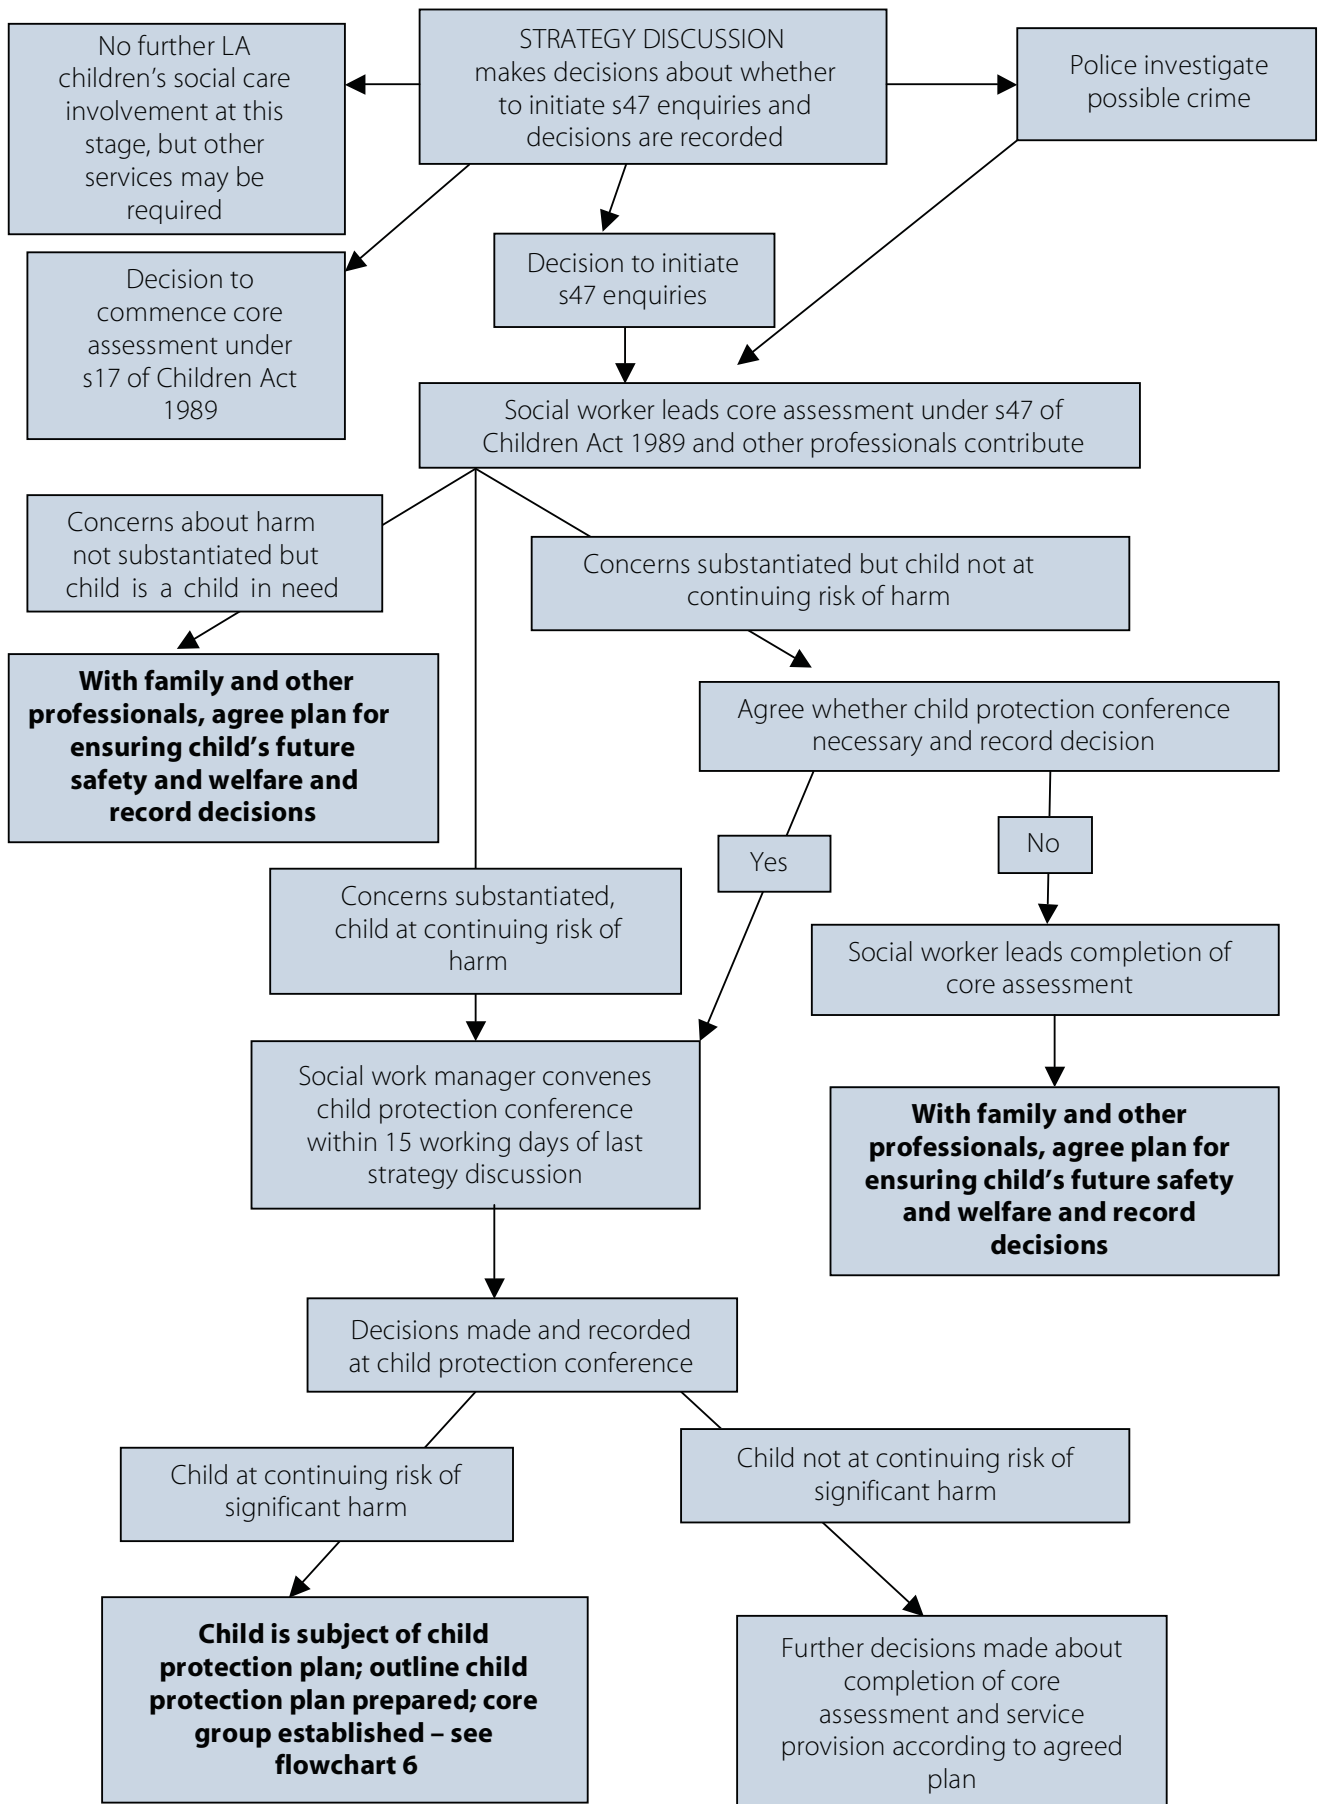 No further LA
children’s social care
involvement at this
stage, but other
services may be
required
STRATEGY DISCUSSION
makes decisions about whether
to initiate s47 enquiries and
decisions are recorded
Police investigate
possible crime
Decision to
commence core
assessment under
s17 of Children Act
1989
Decision to initiate
s47 enquiries
Social worker leads core assessment under s47 of
Children Act 1989 and other professionals contribute
Concerns about harm
not substantiated but
child is a child in need
Concerns substantiated but child not at
continuing risk of harm
With family and other
professionals, agree plan for
ensuring child’s future
safety and welfare and
record decisions
Agree whether child protection conference
necessary and record decision
Yes
No
Concerns substantiated,
child at continuing risk of
harm
Social worker leads completion of
core assessment
Social work manager convenes
child protection conference
within 15 working days of last
strategy discussion
With family and other
professionals, agree plan for
ensuring child’s future safety
and welfare and record
decisions
Decisions made and recorded
at child protection conference
Child at continuing risk of
significant harm
Child not at continuing risk of
significant harm
Child is subject of child
protection plan; outline child
protection plan prepared; core
group established – see
flowchart 6
Further decisions made about
completion of core
assessment and service
provision according to agreed
plan